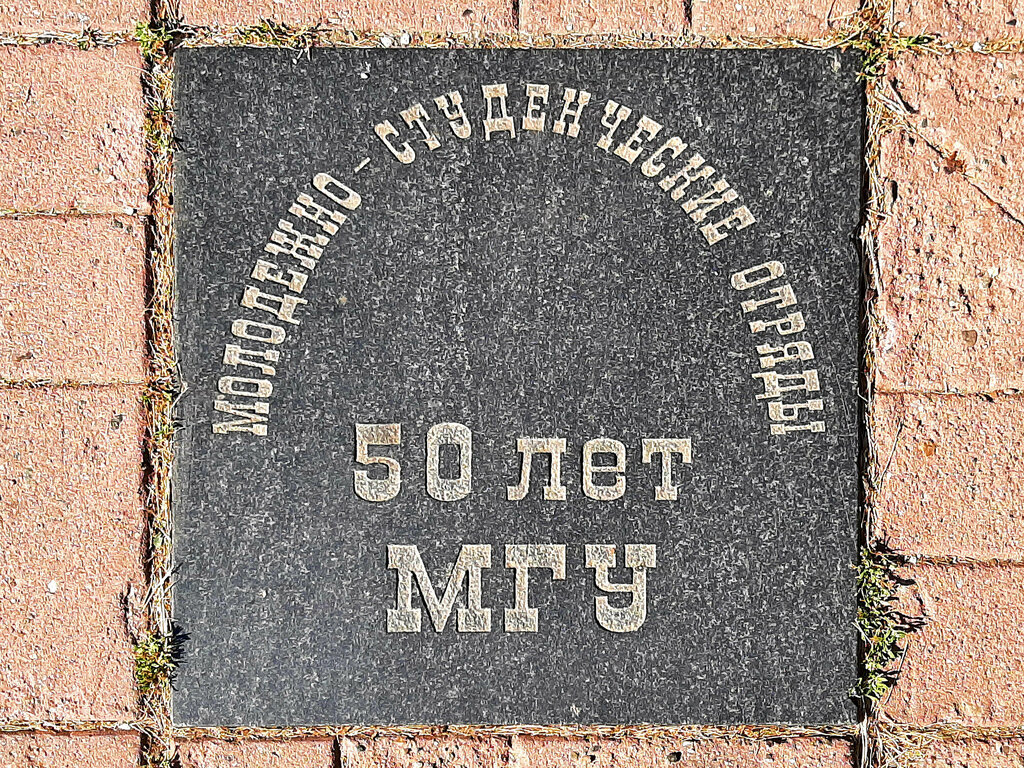 МОЛОДЕЖНО - СТУДЕНЧЕСКИЕ ОТРЯДЫ
50 лет
МГУ